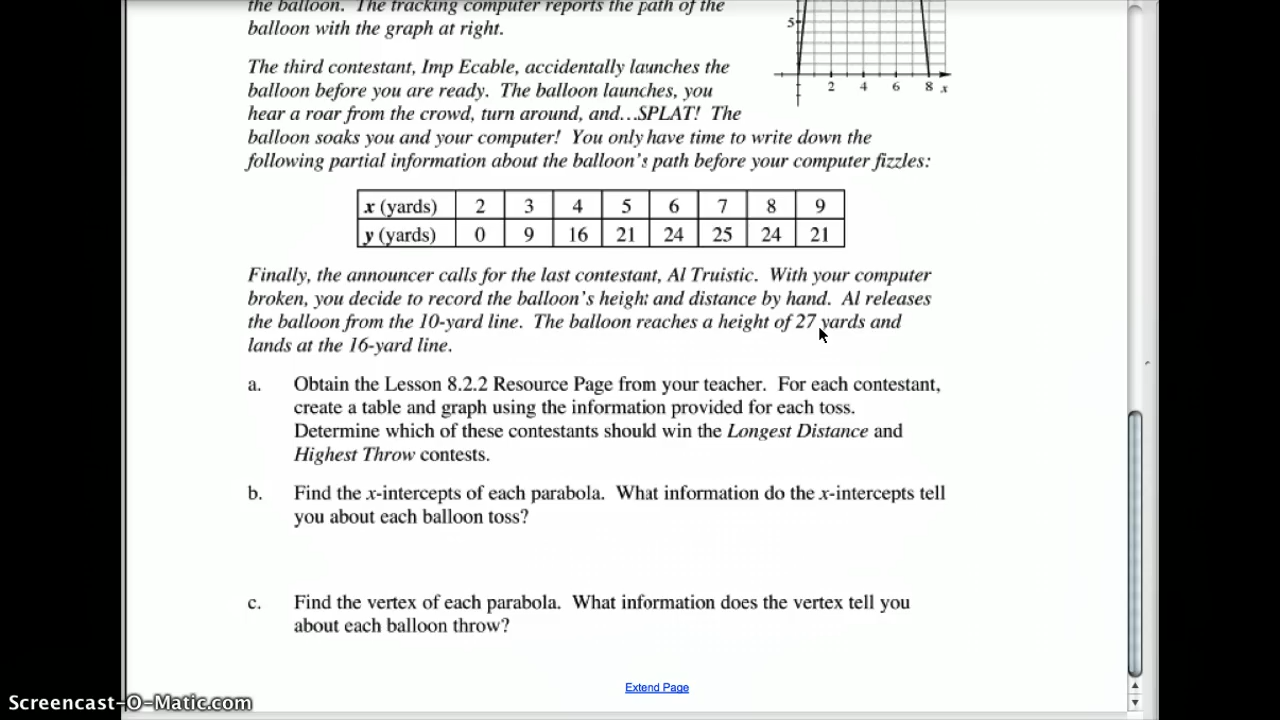 the balloon. The tracking computer reports the path of the
balloon with the graph at right.
5
The third contestant, Imp Ecable, accidentally launches the
balloon before you are ready. The balloon launches, you
2 4 6 8 x
hear a roar from the crowd, turn around, and...SPLAT! The
balloon soaks you and your computer! You only have time to write down the
following partial information about the balloon's path before your computer fizzles:
x (yards) 2 3 4 5 6 7 8 9
y (yards) 0 9 16 21 24 25 24 21
Finally, the announcer calls for the last contestant, Al Truistic. With your computer
broken, you decide to record the balloon's height and distance by hand. Al releases
the balloon from the 10-yard line. The balloon reaches a height of 27 yards and
lands at the 16-yard line.
a. Obtain the Lesson 8.2.2 Resource Page from your teacher. For each contestant,
create a table and graph using the information provided for each toss.
Determine which of these contestants should win the Longest Distance and
Highest Throw contests.
b. Find the x-intercepts of each parabola. What information do the x-intercepts tell
you about each balloon toss?
c. Find the vertex of each parabola. What information does the vertex tell you
about each balloon throw?
Extend Page
Screencast-O-Matic.com